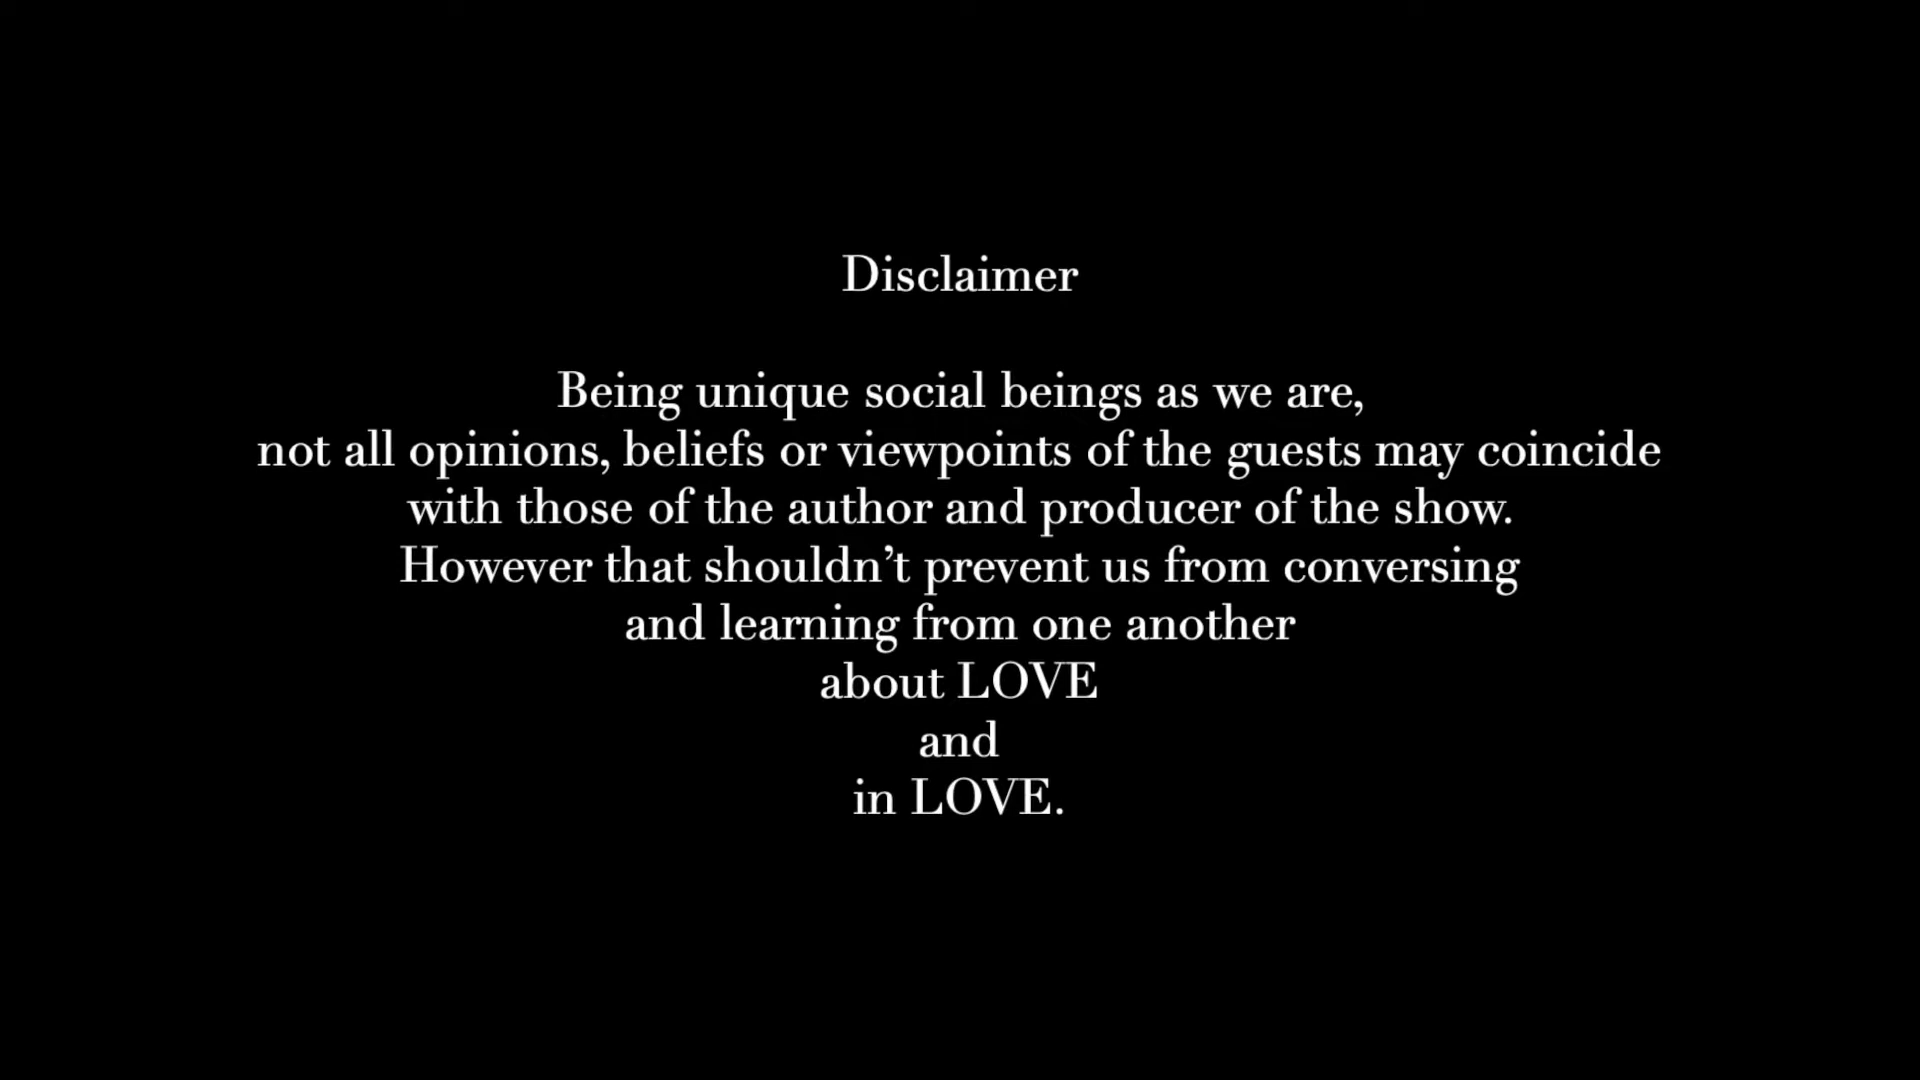 Disclaimer
Being unique social beings as we are,
not all opinions, beliefs or viewpoints of the guests may coincide
with those of the author and producer of the show.
However that shouldn’t prevent us from conversing
and learning from one another
about LOVE
and
in LOVE.